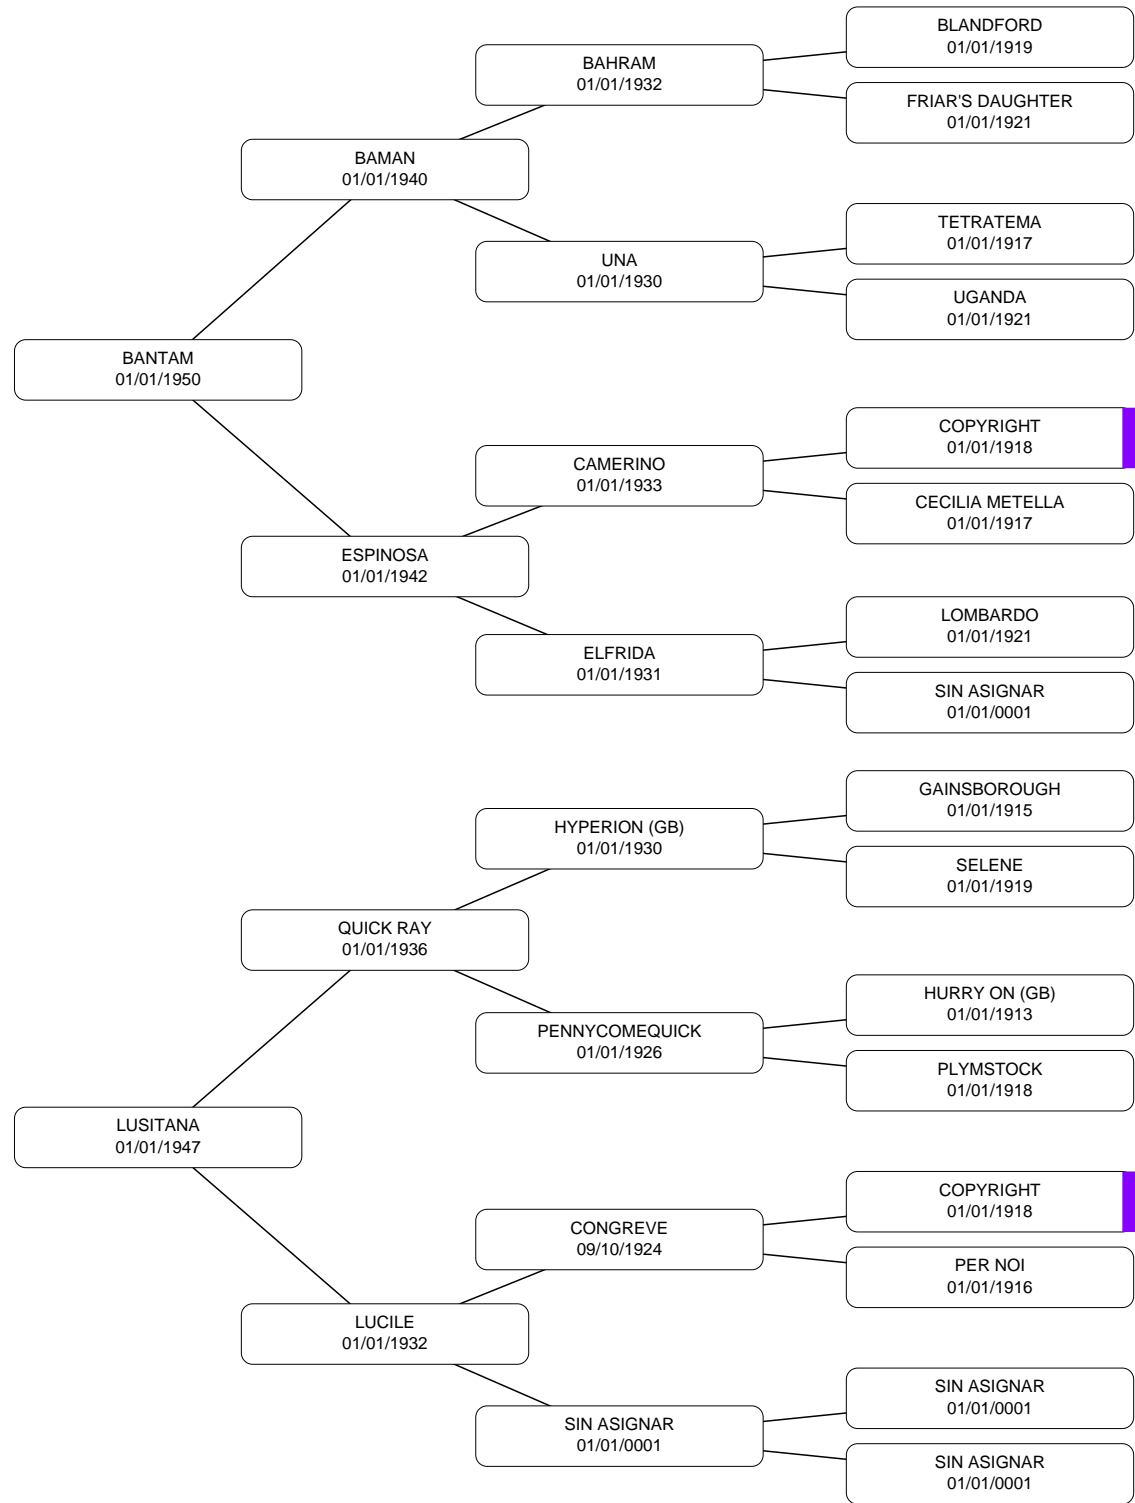 BLANDFORD
01/01/1919
BAHRAM
01/01/1932
FRIAR'S DAUGHTER
01/01/1921
BAMAN
01/01/1940
TETRATEMA
01/01/1917
UNA
01/01/1930
UGANDA
01/01/1921
BANTAM
01/01/1950
COPYRIGHT
01/01/1918
CAMERINO
01/01/1933
CECILIA METELLA
01/01/1917
ESPINOSA
01/01/1942
LOMBARDO
01/01/1921
ELFRIDA
01/01/1931
SIN ASIGNAR
01/01/0001
GAINSBOROUGH
01/01/1915
HYPERION (GB)
01/01/1930
SELENE
01/01/1919
QUICK RAY
01/01/1936
HURRY ON (GB)
01/01/1913
PENNYCOMEQUICK
01/01/1926
PLYMSTOCK
01/01/1918
LUSITANA
01/01/1947
COPYRIGHT
01/01/1918
CONGREVE
09/10/1924
PER NOI
01/01/1916
LUCILE
01/01/1932
SIN ASIGNAR
01/01/0001
SIN ASIGNAR
01/01/0001
SIN ASIGNAR
01/01/0001